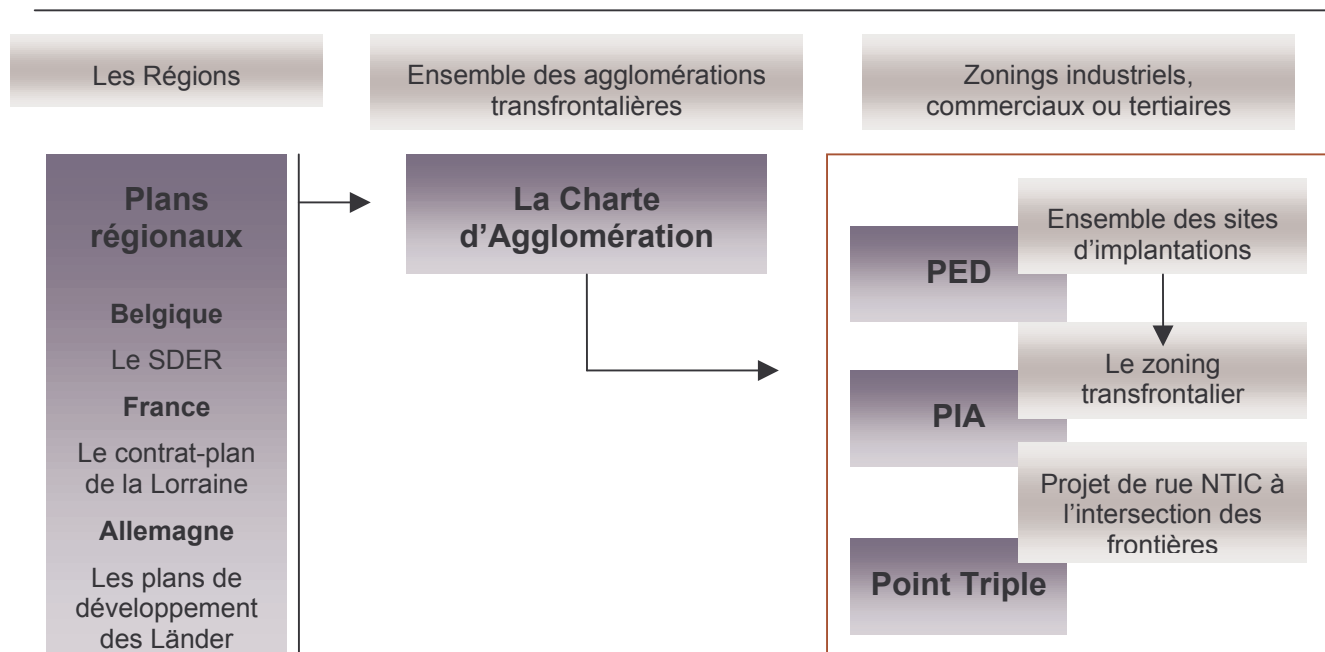 Les Régions
Ensemble des agglomérations
transfrontalières
Zonings industriels,
commerciaux ou tertiaires
Plans
régionaux
Belgique
Le SDER
France
Le contrat-plan
de la Lorraine
Allemagne
Les plans de
développement
des Länder
La Charte
d’Agglomération
PED
Ensemble des sites
d’implantations
PIA
Le zoning
transfrontalier
Point Triple
Projet de rue NTIC à
l’intersection des
frontières